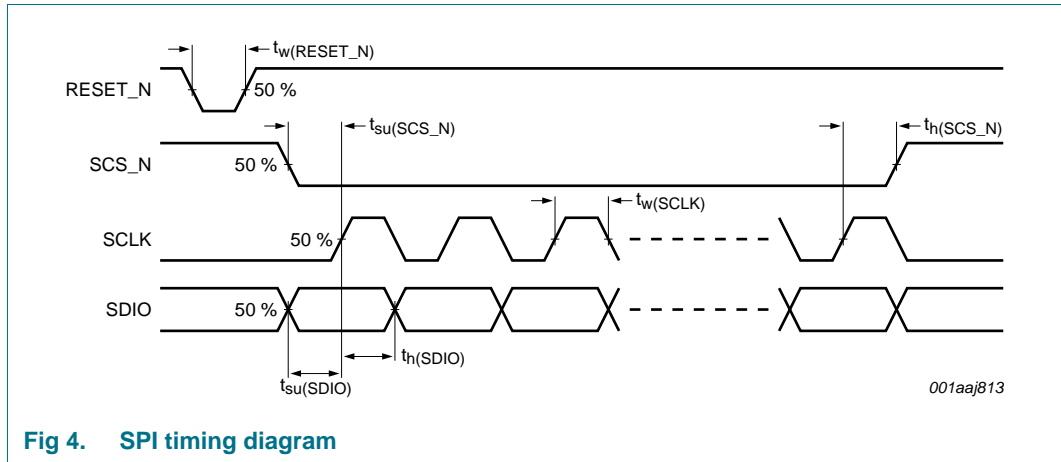 tw(RESET_N)
RESET_N
50 %
tsu(SCS_N)
th(SCS_N)
SCS_N
50 %
tw(SCLK)
SCLK
50 %
SDIO
50 %
th(SDIO)
tsu(SDIO)
001aaj813
Fig 4. SPI timing diagram